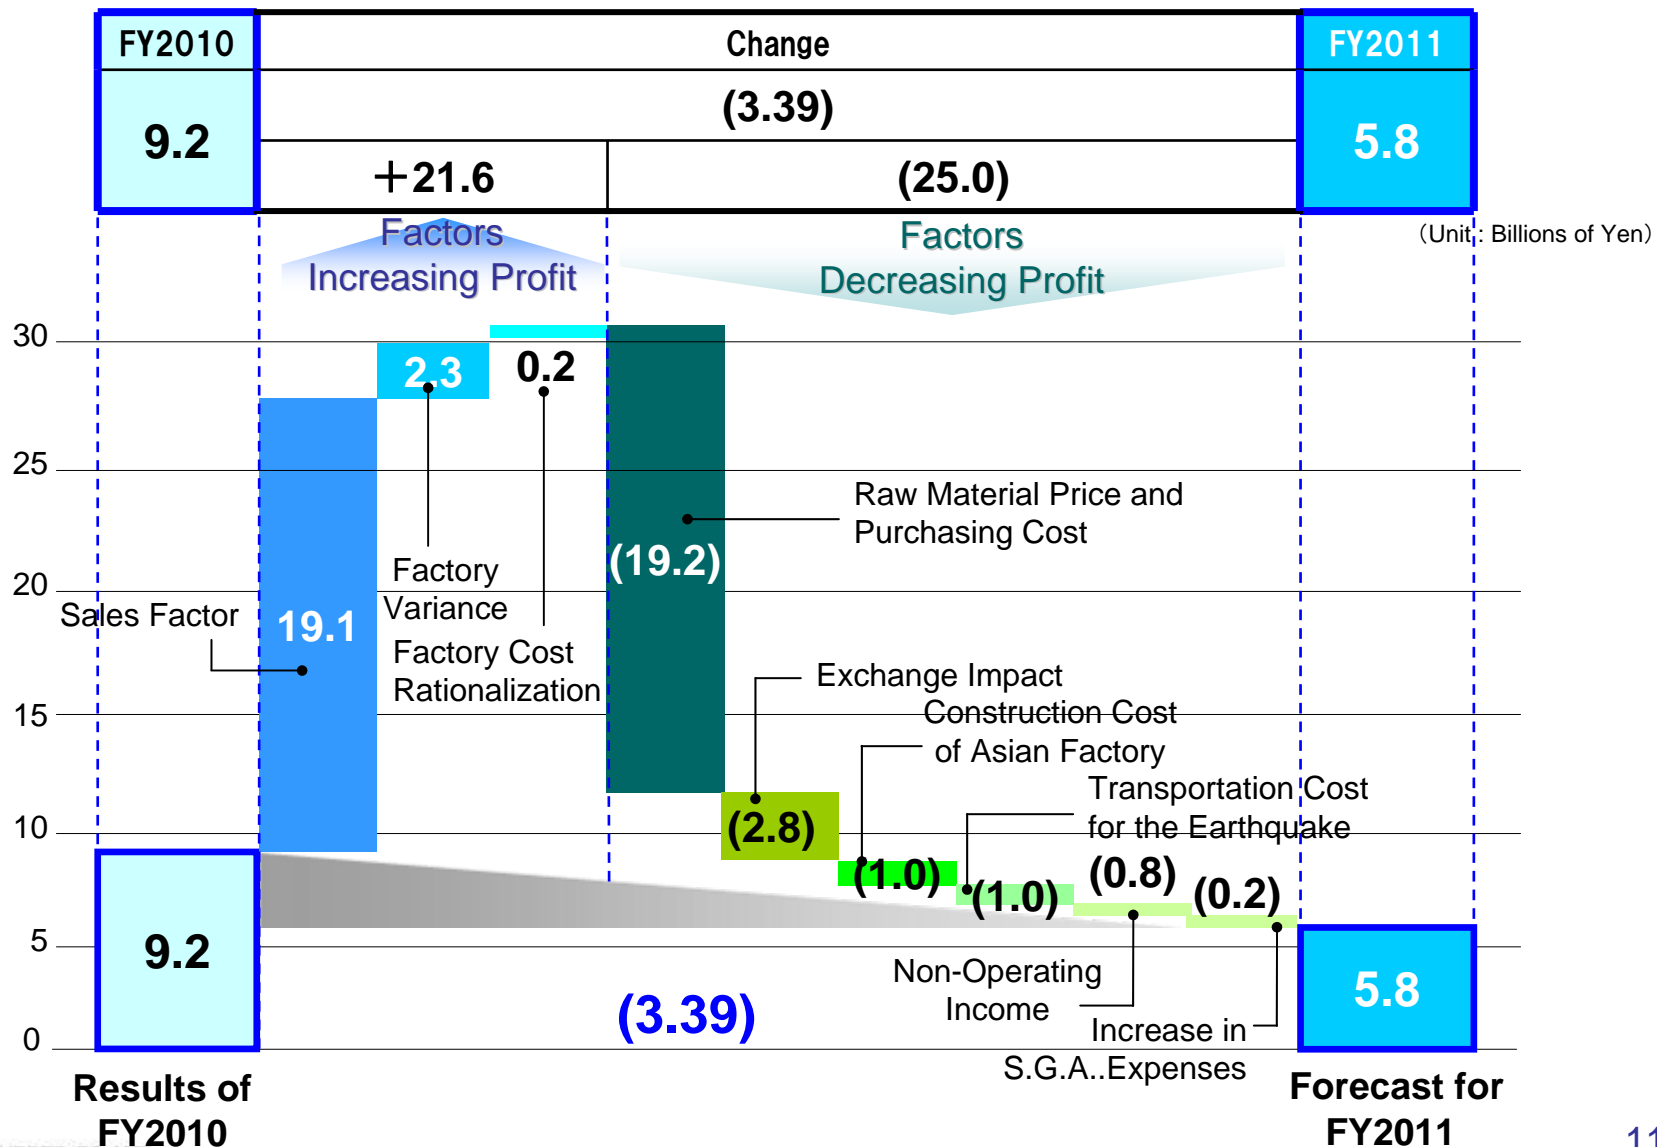 FY2010
Change
FY2011
(3.39)
9.2
5.8
＋21.6
(25.0)
（Unit : Billions of Yen）
Factors
Increasing Profit
Factors
Decreasing Profit
30
2.3
0.2
25
Raw Material Price and
Purchasing Cost
(19.2)
Factory
Variance
20
Sales Factor
19.1
Factory Cost
Rationalization
Exchange Impact
15
Construction Cost
of Asian Factory
Transportation Cost
for the Earthquake
10
(2.8)
(1.0)
(1.0)
(0.8)
(0.2)
9.2
5
Non-Operating
Income
5.8
(3.39)
Increase in
S.G.A..Expenses
0
Results of
FY2010
Forecast for
FY2011
11